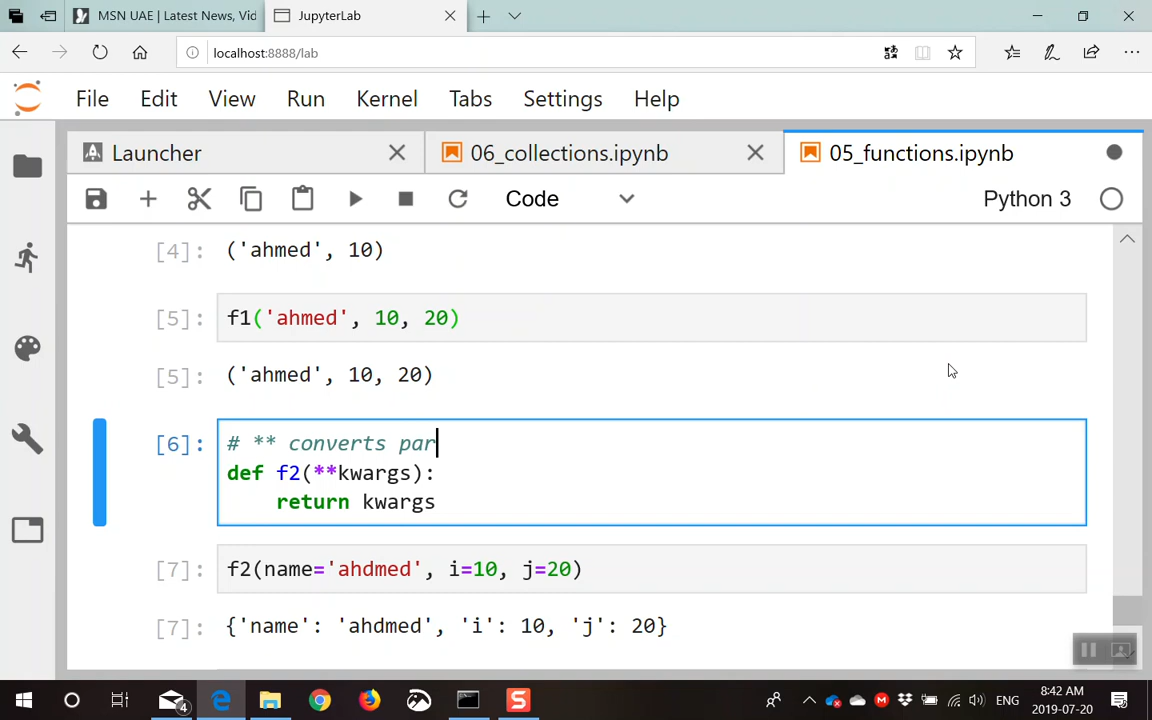 MSN UAE | Latest News, Vid
JupyterLab
localhost:8888/lab
File Edit View Run Kernel Tabs Settings Help
Launcher
06_collections.ipynb
05_functions.ipynb
Code
Python 3
[4]: ('ahmed', 10)
[5]: f1('ahmed', 10, 20)
[5]: ('ahmed', 10, 20)
[6]: # ** converts par
def f2(**kwargs):
return kwargs
[7]: f2(name='ahdmed', i=10, j=20)
[7]: {'name': 'ahdmed', 'i': 10, 'j': 20}
4
S
M
ENG
8:42 AM
2019-07-20